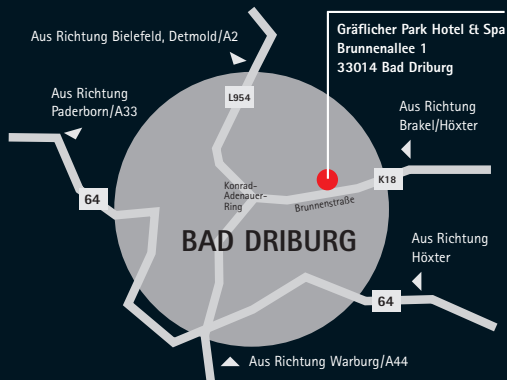 Gräflicher Park Hotel & Spa
Brunnenallee 1
33014 Bad Driburg
Aus Richtung Bielefeld, Detmold/A2
Aus Richtung
Paderborn/A33
L954
Aus Richtung
Brakel/Höxter
K18
64
Konrad-
Adenauer-
Ring
Brunnenstraße
BAD DRIBURG
Aus Richtung
Höxter
64
Aus Richtung Warburg/A44